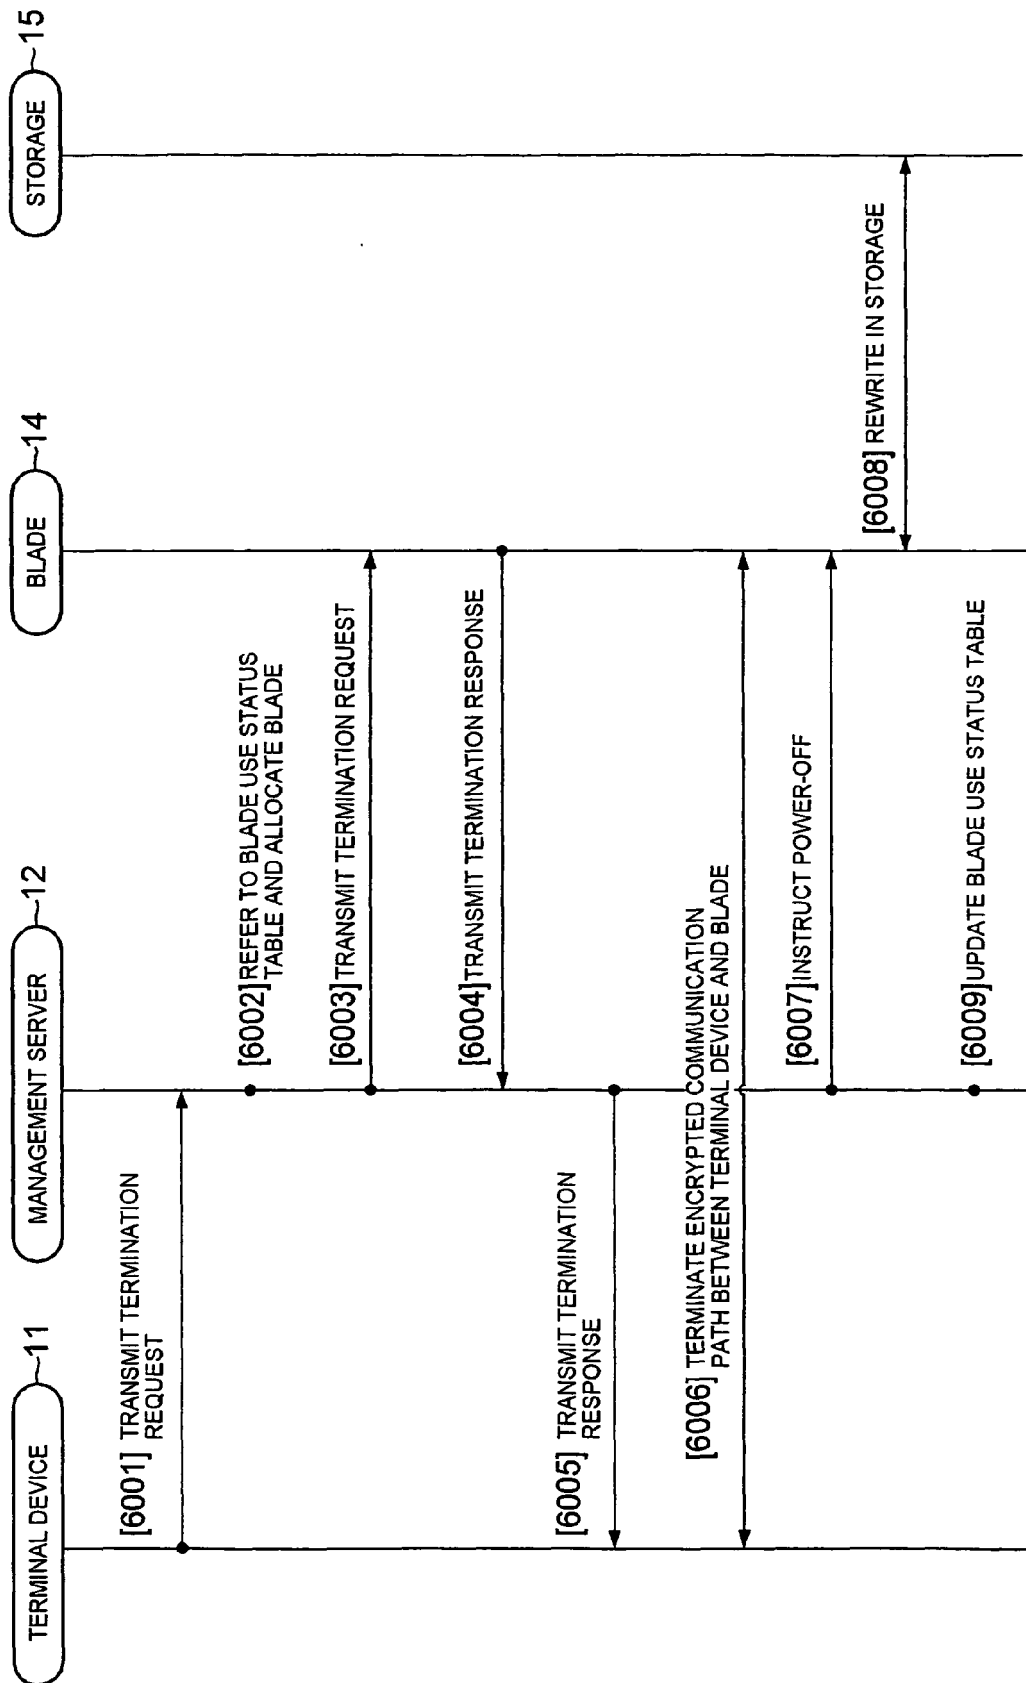 TERMINAL DEVICE ~11
MANAGEMENT SERVER ~12
BLADE ~14
STORAGE ~15
[6001] TRANSMIT TERMINATION
REQUEST
[6002] REFER TO BLADE USE STATUS
TABLE AND ALLOCATE BLADE
[6003] TRANSMIT TERMINATION REQUEST
[6004] TRANSMIT TERMINATION RESPONSE
[6005] TRANSMIT TERMINATION
RESPONSE
[6006] TERMINATE ENCRYPTED COMMUNICATION
PATH BETWEEN TERMINAL DEVICE AND BLADE
[6007] INSTRUCT POWER-OFF
[6008] REWRITE IN STORAGE
[6009] UPDATE BLADE USE STATUS TABLE